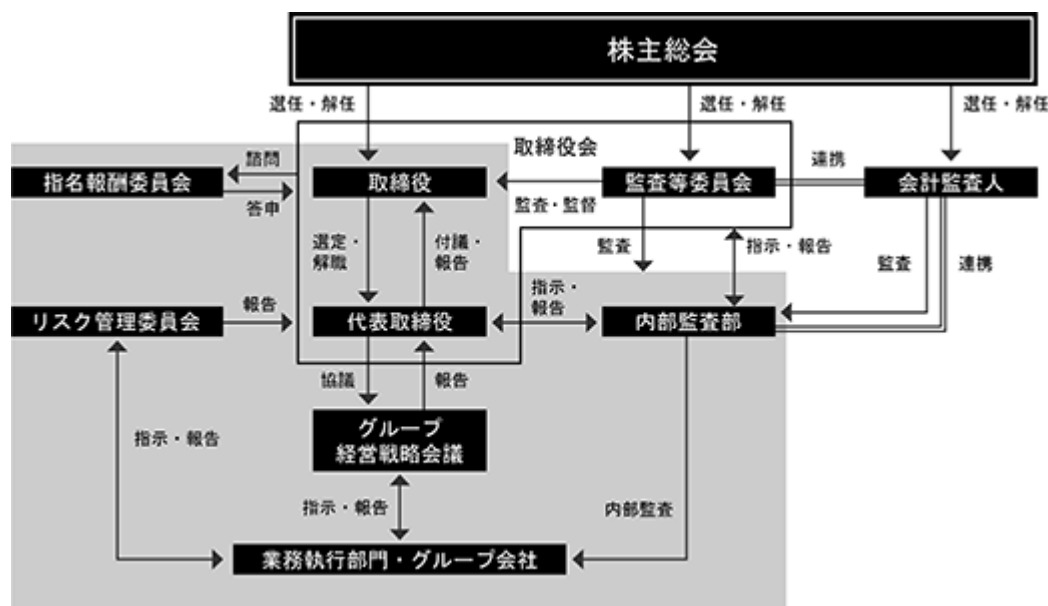 株主総会
選任・解任
選任・解任
選任・解任
取締役会
諮問
連携
指名報酬委員会
取締役
監査等委員会
会計監査人
答申
監査・監督
選定・
解職
付議・
報告
監査
指示・報告
監査
連携
報告
指示・
報告
リスク管理委員会
代表取締役
内部監査部
協議
報告
グループ
経営戦略会議
指示・報告
指示・報告
内部監査
業務執行部門・グループ会社